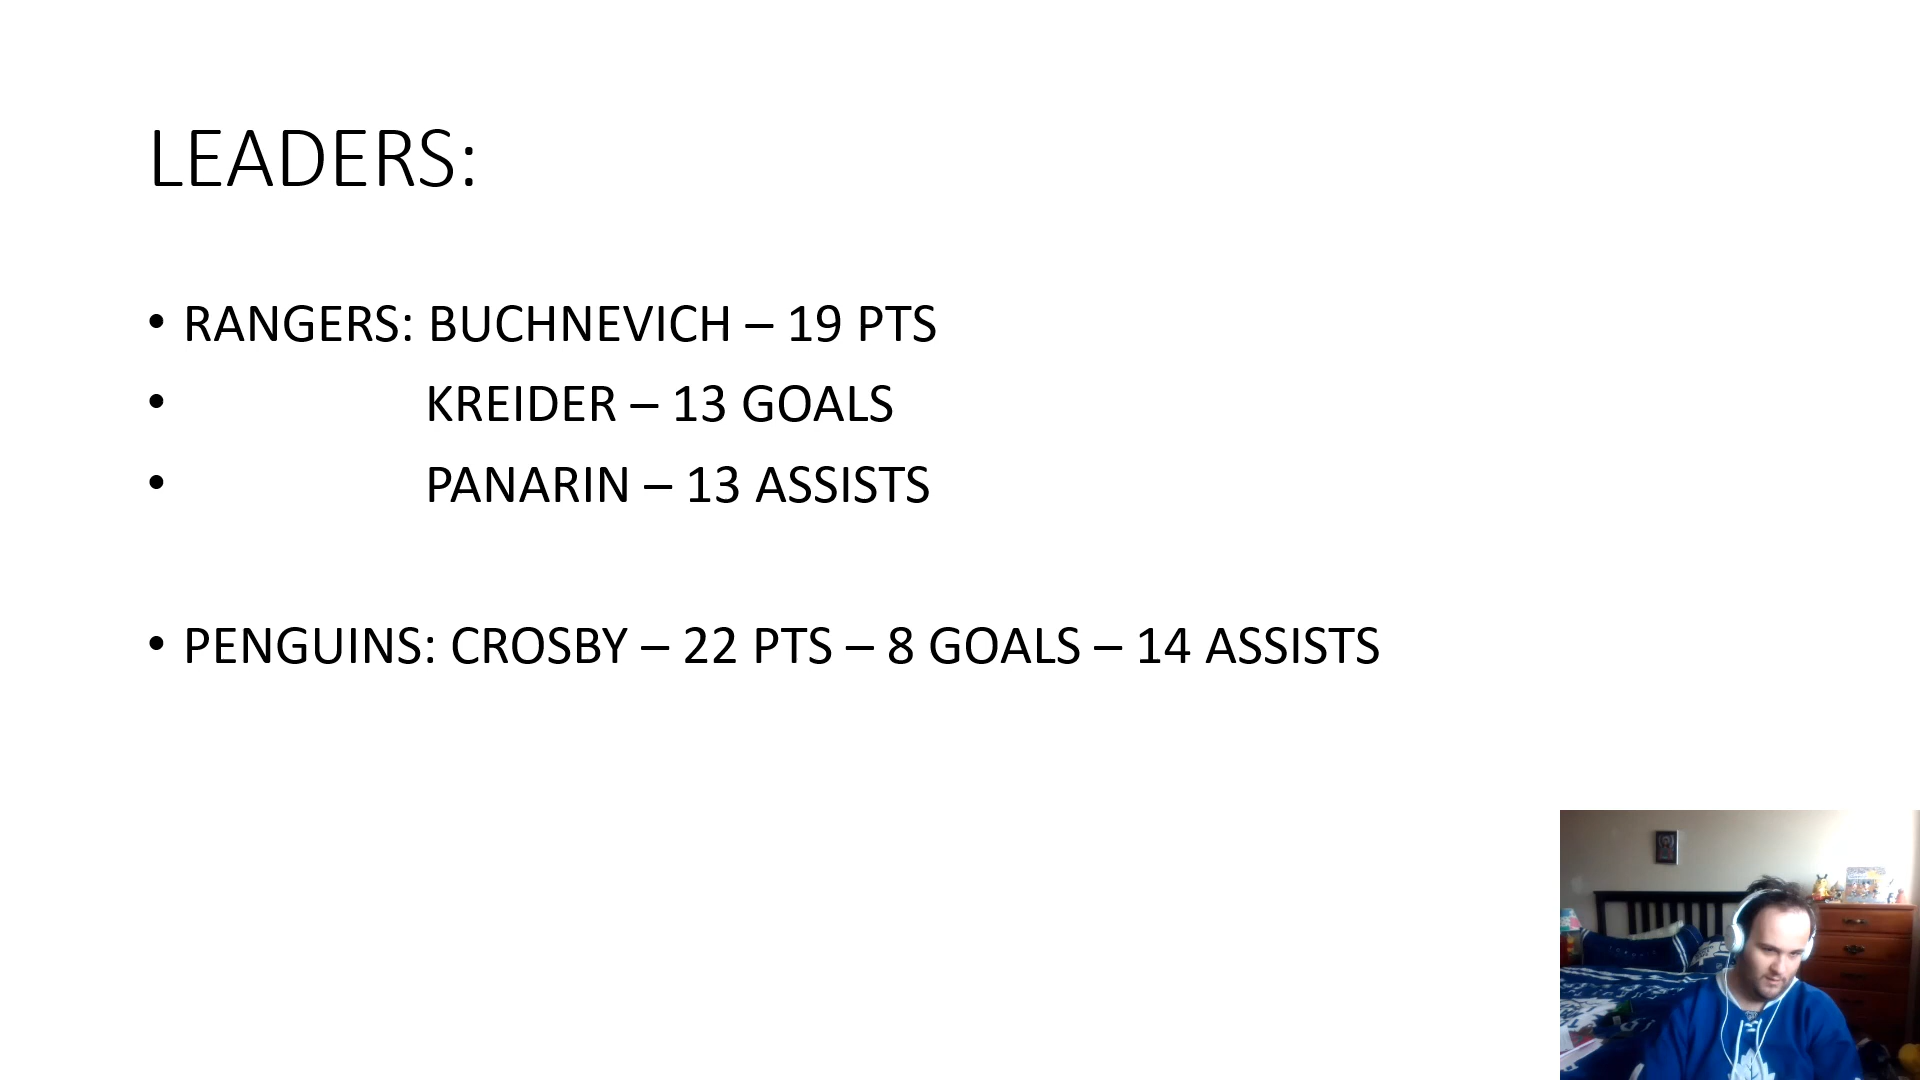 LEADERS:
• RANGERS: BUCHNEVICH – 19 PTS
• KREIDER – 13 GOALS
• PANARIN – 13 ASSISTS
• PENGUINS: CROSBY – 22 PTS – 8 GOALS – 14 ASSISTS